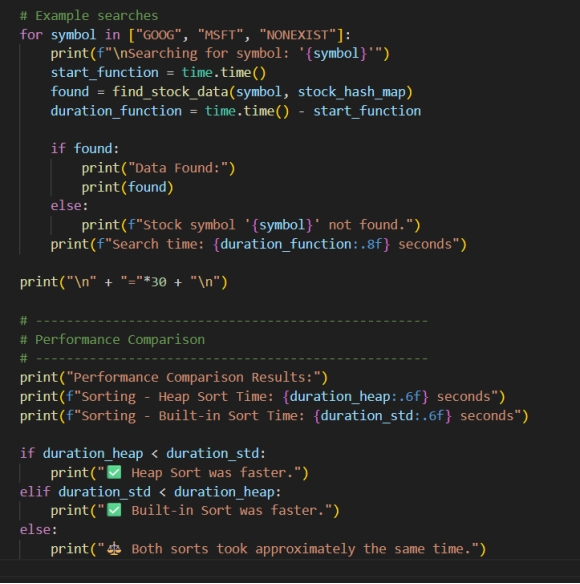 # Example searches
for symbol in ["GOOG", "MSFT", "NONEXIST"]:
    print(f"\nSearching for symbol: '{symbol}'")
    start_function = time.time()
    found = find_stock_data(symbol, stock_hash_map)
    duration_function = time.time() - start_function

    if found:
        print("Data Found:")
        print(found)
    else:
        print(f"Stock symbol '{symbol}' not found.")
    print(f"Search time: {duration_function:.8f} seconds")

print("\n" + "="*30 + "\n")

# ---------------------------------------------------
# Performance Comparison
# ---------------------------------------------------
print("Performance Comparison Results:")
print(f"Sorting - Heap Sort Time: {duration_heap:.6f} seconds")
print(f"Sorting - Built-in Sort Time: {duration_std:.6f} seconds")

if duration_heap < duration_std:
    print("✅ Heap Sort was faster.")
elif duration_std < duration_heap:
    print("✅ Built-in Sort was faster.")
else:
    print("⚖️ Both sorts took approximately the same time.")